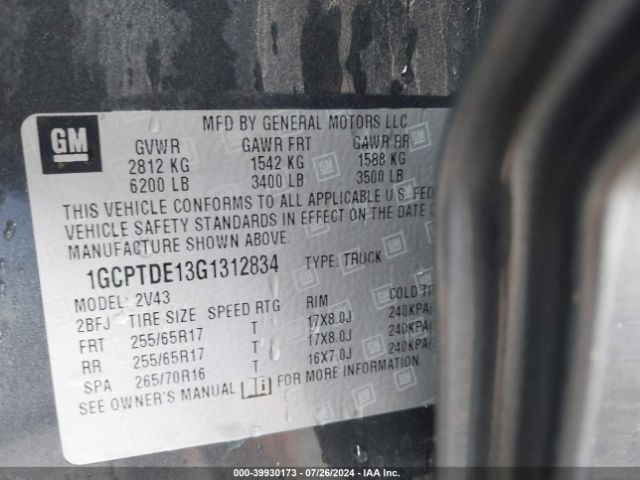 GM
MFD BY GENERAL MOTORS LLC
GVWR GAWR FRT GAWR RR
2812 KG 1542 KG 1588 KG
6200 LB 3400 LB 3500 LB
THIS VEHICLE CONFORMS TO ALL APPLICABLE U.S. FED
VEHICLE SAFETY STANDARDS IN EFFECT ON THE DATE
MANUFACTURE SHOWN ABOVE.
1GCPTDE13G1312834 TYPE: TRUCK
MODEL: 2V43
2BFJ TIRE SIZE SPEED RTG RIM COLD
FRT 255/65R17 T 17X8.0J 240KPA
RR 255/65R17 T 17X8.0J 240KPA
SPA 265/70R16 T 16X7.0J 240KPA
SEE OWNER'S MANUAL FOR MORE INFORMATION.
000-39930173 - 07/26/2024 - IAA Inc.